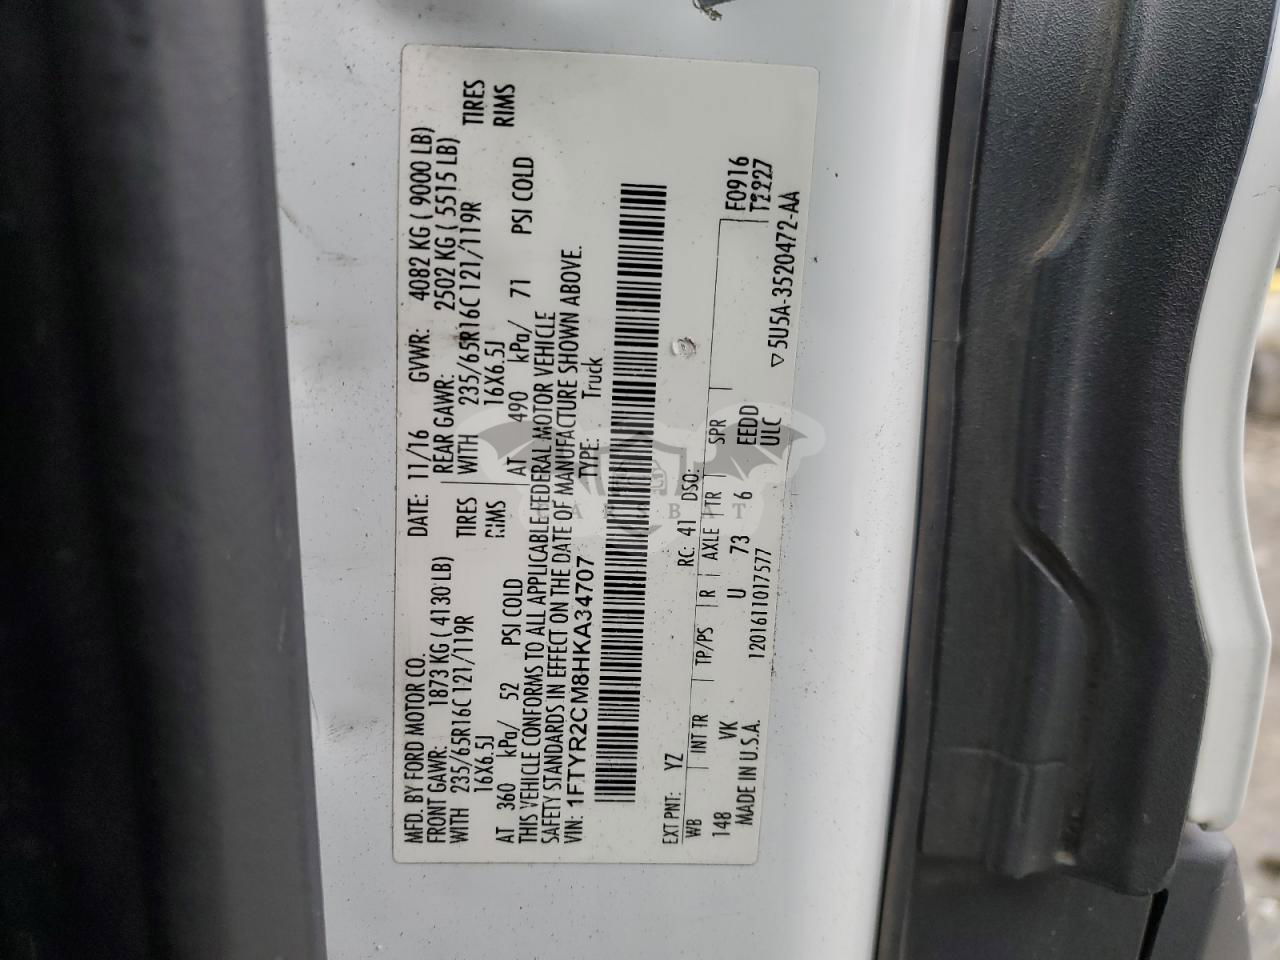 MFD. BY FORD MOTOR CO.
DATE: 11/16 GVWR: 4082 KG ( 9000 LB)
FRONT GAWR: 1873 KG ( 4130 LB)
REAR GAWR: 2502 KG ( 5515 LB)
WITH 235/65R16C 121/119R TIRES
WITH 235/65R16C 121/119R TIRES
16X6.5J RIMS
16X6.5J RIMS
AT 360 kPa/ 52 PSI COLD
AT 490 kPa/ 71 PSI COLD
THIS VEHICLE CONFORMS TO ALL APPLICABLE FEDERAL MOTOR VEHICLE
SAFETY STANDARDS IN EFFECT ON THE DATE OF MANUFACTURE SHOWN ABOVE.
VIN: 1FTYR2CM8HKA34707 TYPE: Truck
EXT PNT: YZ RC: 41 DSO:
WB INT TR TP/PS R AXLE TR SPR F0916
148 VK U 73 6 EEDD
MADE IN U.S.A. 1201611017577 ULC
▽5U5A-3520472-AA
CARSBAT